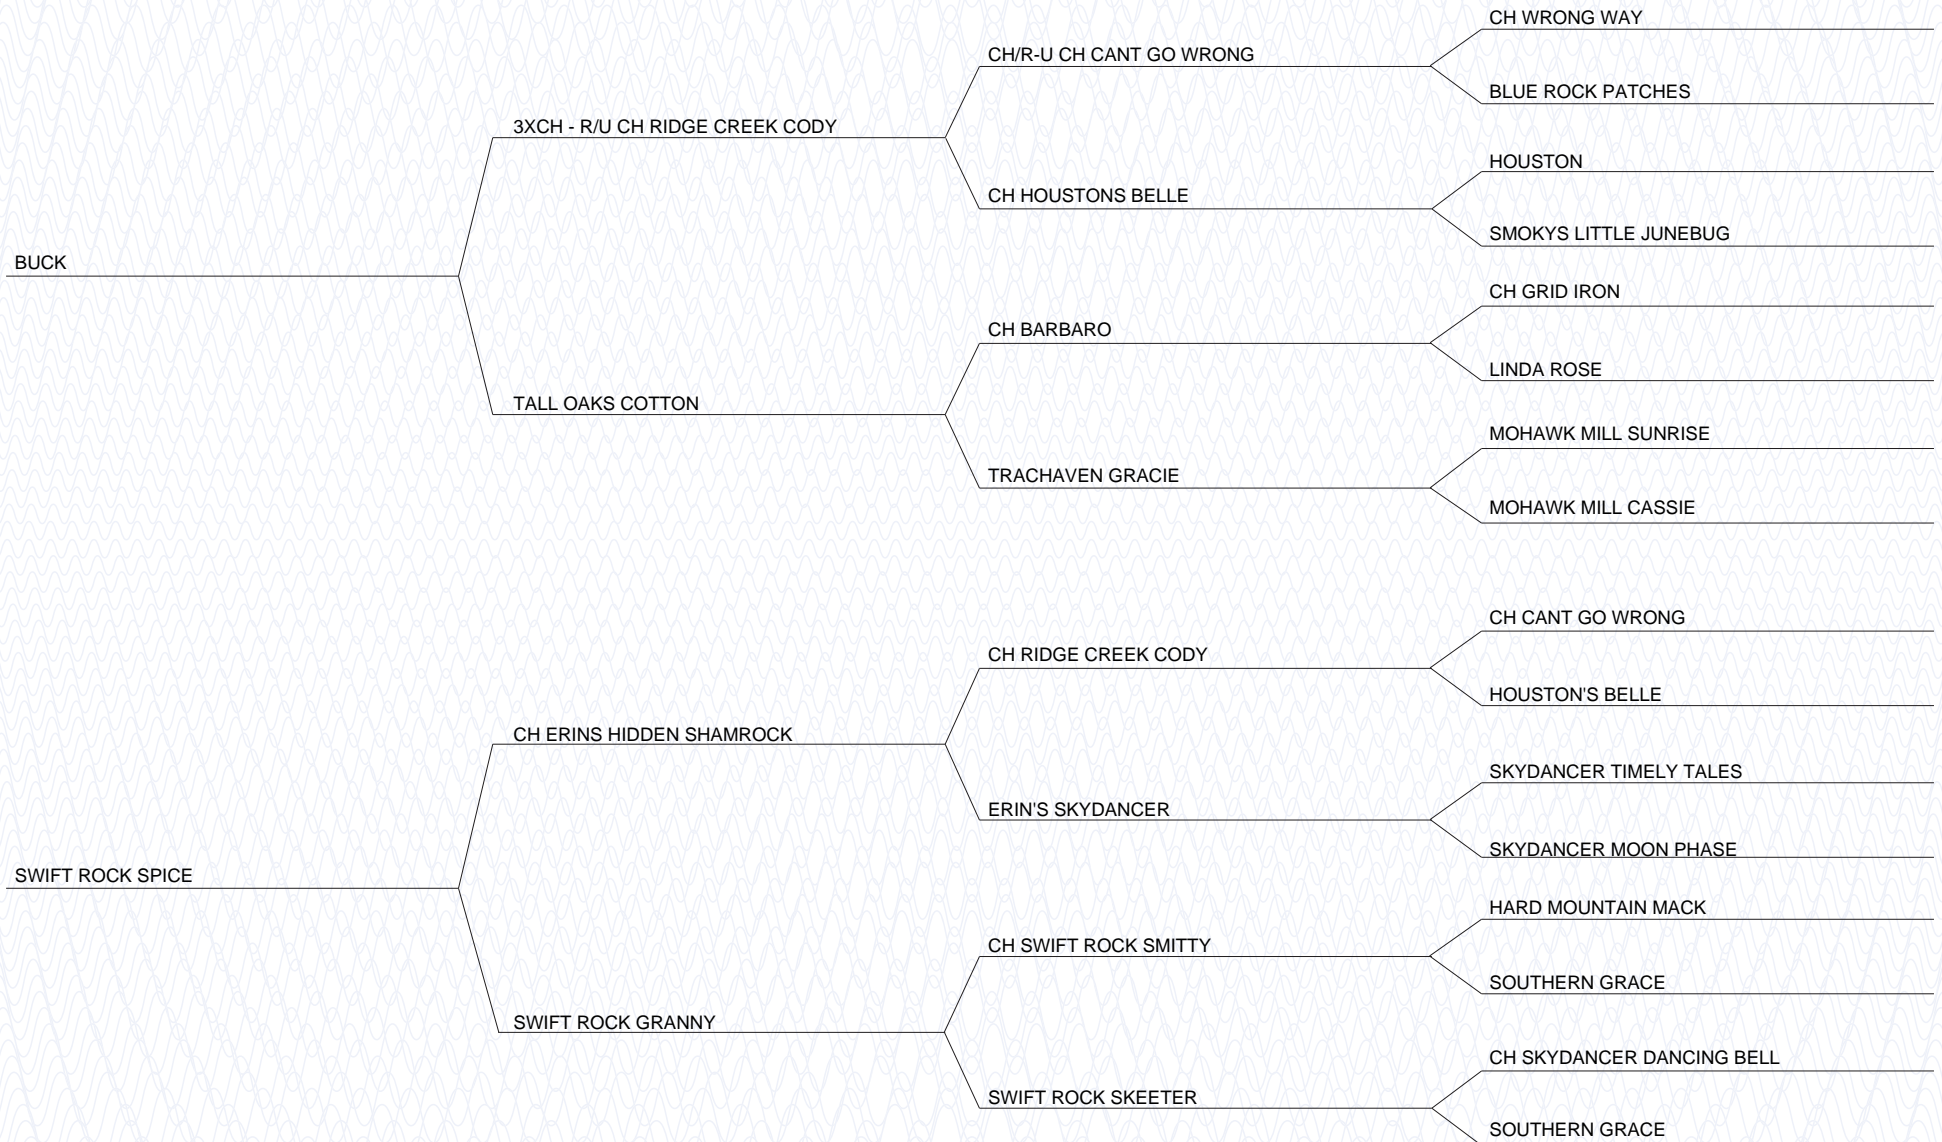 CH WRONG WAY
CH/R-U CH CANT GO WRONG
BLUE ROCK PATCHES
3XCH - R/U CH RIDGE CREEK CODY
HOUSTON
CH HOUSTONS BELLE
SMOKYS LITTLE JUNEBUG
BUCK
CH GRID IRON
CH BARBARO
LINDA ROSE
TALL OAKS COTTON
MOHAWK MILL SUNRISE
TRACHAVEN GRACIE
MOHAWK MILL CASSIE
CH CANT GO WRONG
CH RIDGE CREEK CODY
HOUSTON'S BELLE
CH ERINS HIDDEN SHAMROCK
SKYDANCER TIMELY TALES
ERIN'S SKYDANCER
SKYDANCER MOON PHASE
SWIFT ROCK SPICE
HARD MOUNTAIN MACK
CH SWIFT ROCK SMITTY
SOUTHERN GRACE
SWIFT ROCK GRANNY
CH SKYDANCER DANCING BELL
SWIFT ROCK SKEETER
SOUTHERN GRACE